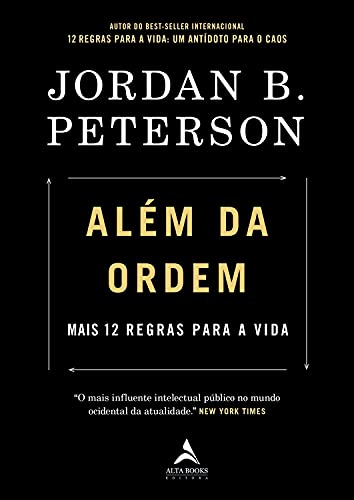 AUTOR DO BEST-SELLER INTERNACIONAL
12 REGRAS PARA A VIDA: UM ANTÍDOTO PARA O CAOS
JORDAN B.
PETERSON
ALÉM DA
ORDEM
MAIS 12 REGRAS PARA A VIDA
“O mais influente intelectual público no mundo
ocidental da atualidade.” NEW YORK TIMES
ALTA BOOKS
EDITORA